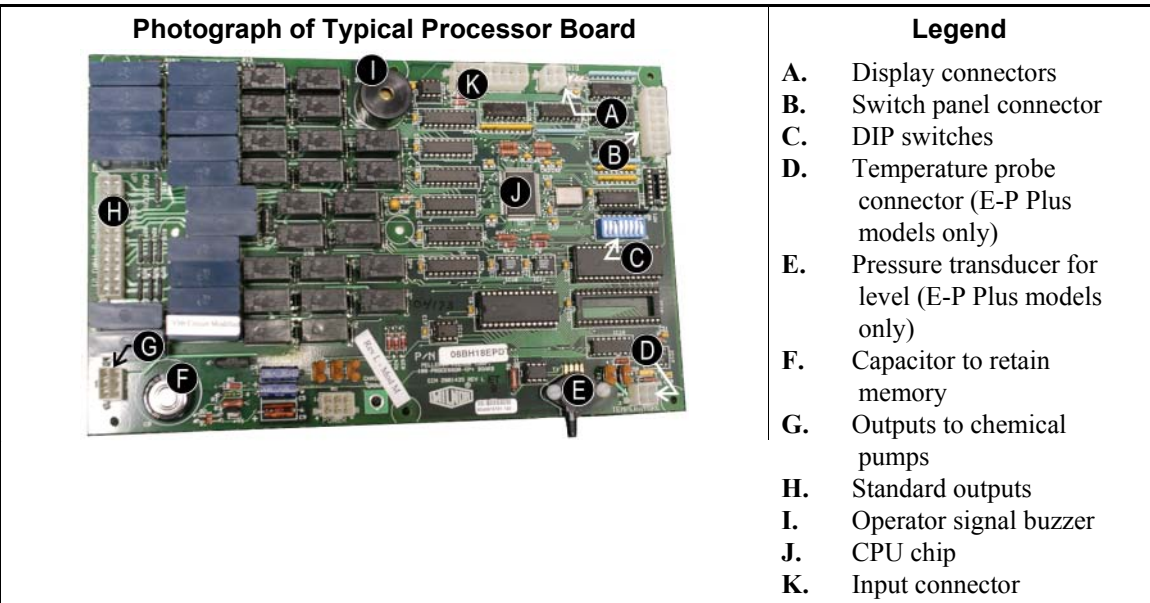 Photograph of Typical Processor Board
I
K
A
B
J
H
C
G
F
D
E
P/N 08BH18EPD
MILNOR
Legend
A. Display connectors
B. Switch panel connector
C. DIP switches
D. Temperature probe
connector (E-P Plus
models only)
E. Pressure transducer for
level (E-P Plus models
only)
F. Capacitor to retain
memory
G. Outputs to chemical
pumps
H. Standard outputs
I. Operator signal buzzer
J. CPU chip
K. Input connector